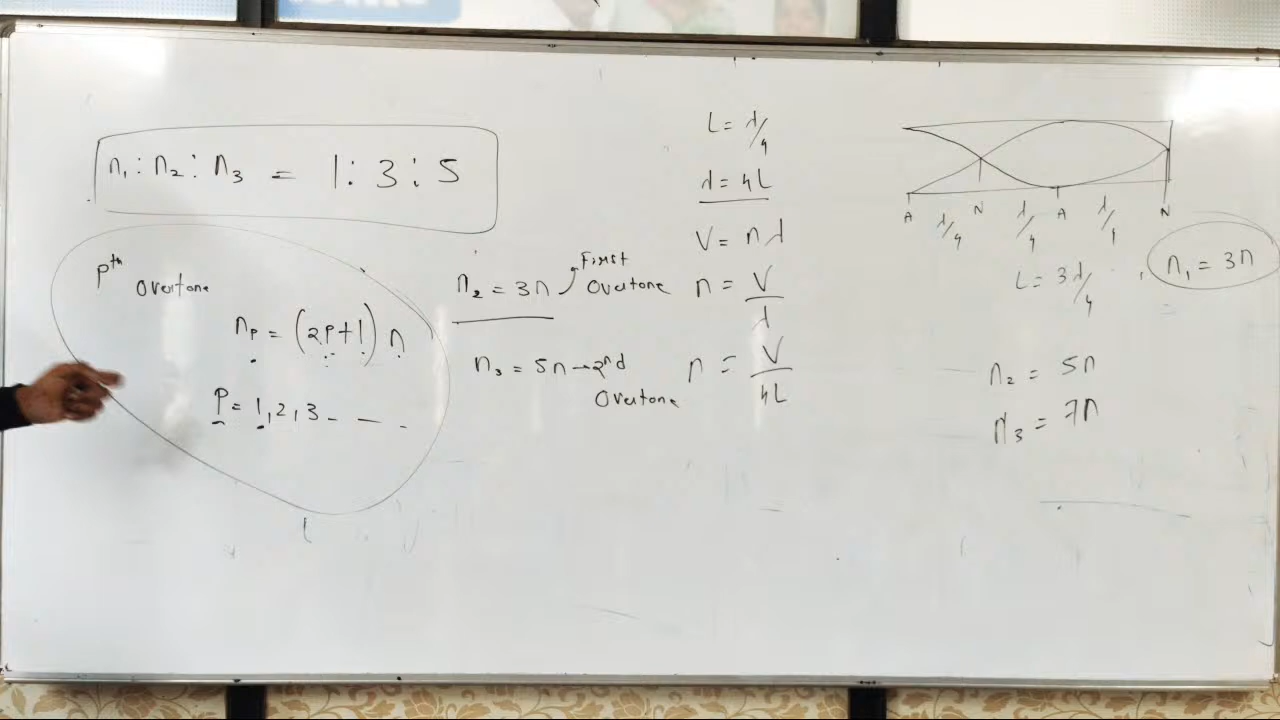 n₁ : n₂ : n₃ = 1 : 3 : 5
pᵗʰ overtone
nₚ = (2p+1) n
p = 1, 2, 3 - - -
n₂ = 3n First Overtone
n₃ = 5n → 2nd Overtone
L = λ/4
λ = 4L
V = nλ
n = V/λ
n = V/4L
A N A N
λ/4 λ/4 λ/4
L = 3λ/4
n₁ = 3n
n₂ = 5n
n₃ = 7n